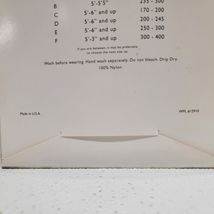 B 5'-5'5" 235 - 300
C 5'-6" and up 170 - 200
D 5'-6" and up 200 - 245
E 5'-6" and up 250 - 300
F 5'-3" and up 300 - 400
If you are between it may be preferable
to choose the next size up.
Wash before wearing. Hand wash separately. Do not bleach. Drip Dry.
100% Nylon
Made in U.S.A.